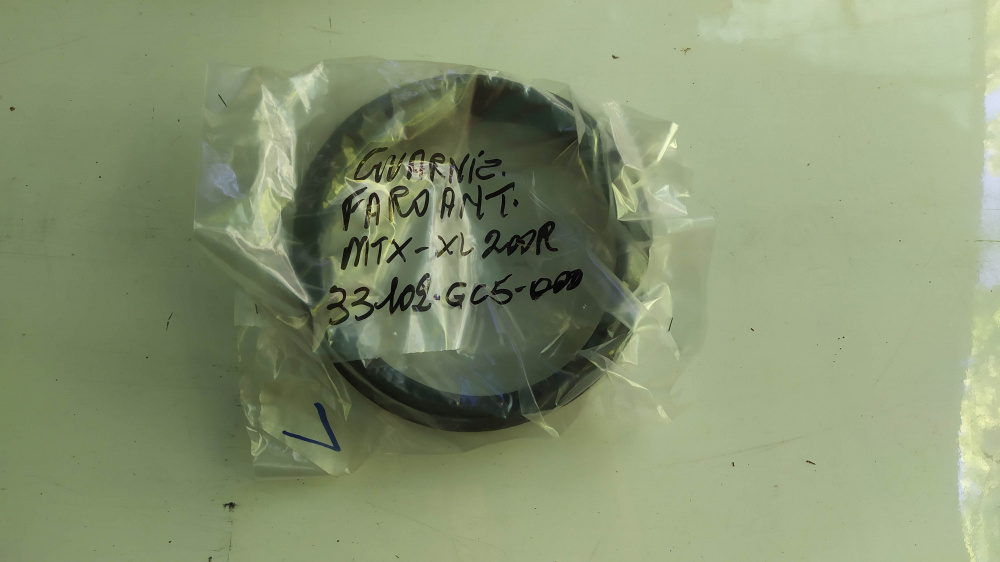 GUARNIZ.
FARO ANT.
MTX-XL 200R
33102-GC5-000
V